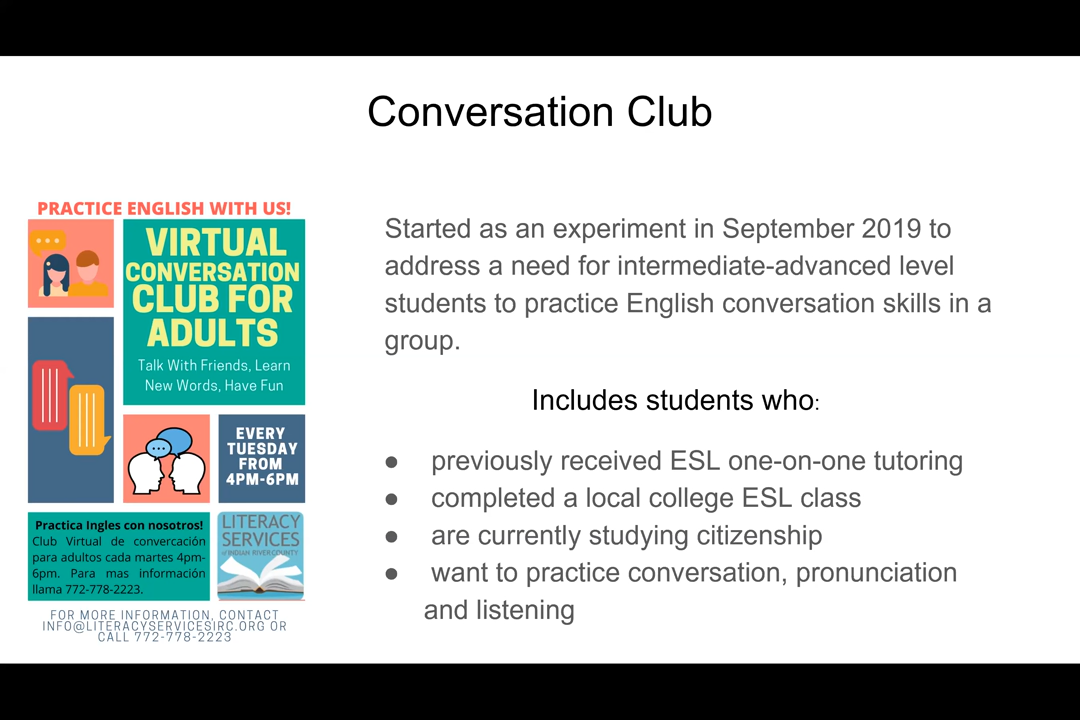 Conversation Club
PRACTICE ENGLISH WITH US!
VIRTUAL
CONVERSATION
CLUB FOR
ADULTS
Talk With Friends, Learn
New Words, Have Fun
EVERY
TUESDAY
FROM
4PM-6PM
Practica Ingles con nosotros!
Club Virtual de convercación
para adultos cada martes 4pm-
6pm. Para mas información
llama 772-778-2223.
LITERACY
SERVICES
of INDIAN RIVER COUNTY
FOR MORE INFORMATION, CONTACT
INFO@LITERACYSERVICESIRC.ORG OR
CALL 772-778-2223
Started as an experiment in September 2019 to
address a need for intermediate-advanced level
students to practice English conversation skills in a
group.
Includes students who:
● previously received ESL one-on-one tutoring
● completed a local college ESL class
● are currently studying citizenship
● want to practice conversation, pronunciation
and listening